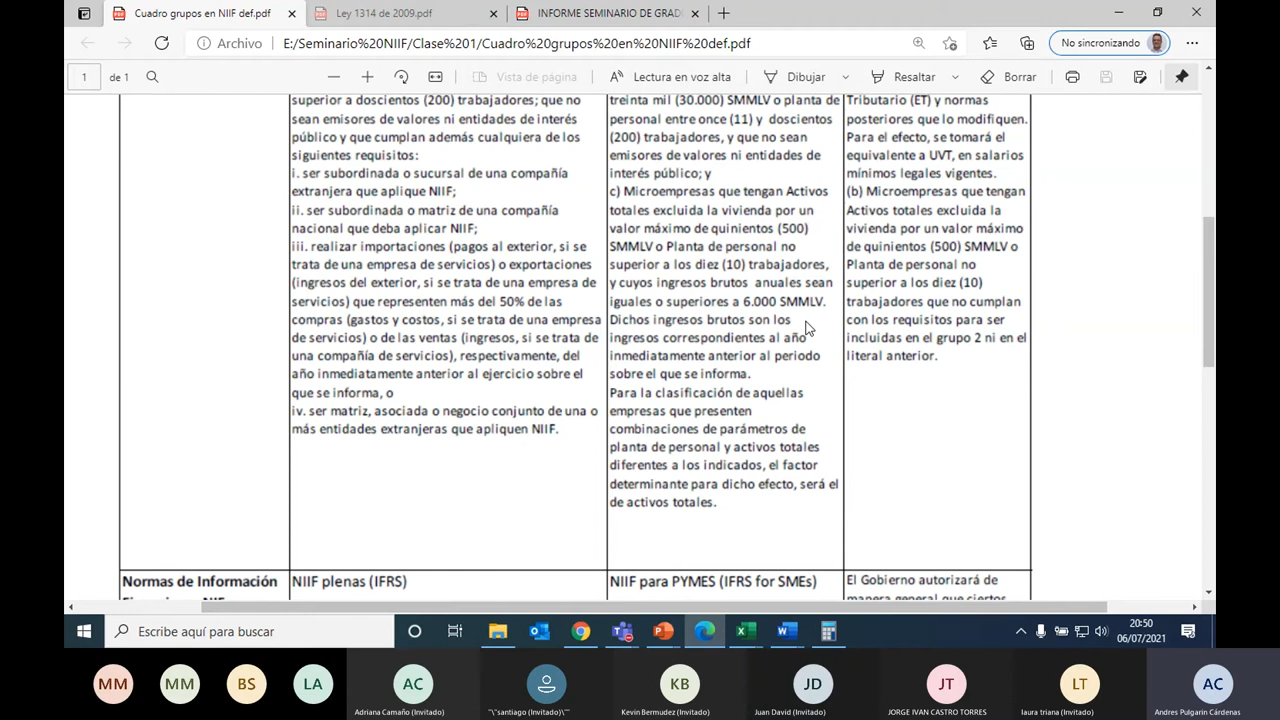 Cuadro grupos en NIIF def.pdf
Ley 1314 de 2009.pdf
INFORME SEMINARIO DE GRAD
Archivo
E:/Seminario%20NIIF/Clase%201/Cuadro%20grupos%20en%20NIIF%20def.pdf
No sincronizando
1
de 1
Vista de página
Lectura en voz alta
Dibujar
Resaltar
Borrar
superior a doscientos (200) trabajadores; que no
sean emisores de valores ni entidades de interés
público y que cumplan además cualquiera de los
siguientes requisitos:
i. ser subordinada o sucursal de una compañía
extranjera que aplique NIIF;
ii. ser subordinada o matriz de una compañía
nacional que deba aplicar NIIF;
iii. realizar importaciones (pagos al exterior, si se
trata de una empresa de servicios) o exportaciones
(ingresos del exterior, si se trata de una empresa de
servicios) que representen más del 50% de las
compras (gastos y costos, si se trata de una empresa
de servicios) o de las ventas (ingresos, si se trata de
una compañía de servicios), respectivamente, del
año inmediatamente anterior al ejercicio sobre el
que se informa, o
iv. ser matriz, asociada o negocio conjunto de una o
más entidades extranjeras que apliquen NIIF.
treinta mil (30.000) SMMLV o planta de
personal entre once (11) y doscientos
(200) trabajadores, y que no sean
emisores de valores ni entidades de
interés público; y
c) Microempresas que tengan Activos
totales excluida la vivienda por un
valor máximo de quinientos (500)
SMMLV o Planta de personal no
superior a los diez (10) trabajadores,
y cuyos ingresos brutos anuales sean
iguales o superiores a 6.000 SMMLV.
Dichos ingresos brutos son los
ingresos correspondientes al año
inmediatamente anterior al periodo
sobre el que se informa.
Para la clasificación de aquellas
empresas que presenten
combinaciones de parámetros de
planta de personal y activos totales
diferentes a los indicados, el factor
determinante para dicho efecto, será el
de activos totales.
Tributario (ET) y normas
posteriores que lo modifiquen.
Para el efecto, se tomará el
equivalente a UVT, en salarios
mínimos legales vigentes.
(b) Microempresas que tengan
Activos totales excluida la
vivienda por un valor máximo
de quinientos (500) SMMLV o
Planta de personal no
superior a los diez (10)
trabajadores que no cumplan
con los requisitos para ser
incluidas en el grupo 2 ni en el
literal anterior.
Normas de Información
NIIF plenas (IFRS)
NIIF para PYMES (IFRS for SMEs)
El Gobierno autorizará de
manera general que ciertos
Escribe aquí para buscar
20:50
06/07/2021
MM
MM
BS
LA
AC
KB
JD
JT
LT
AC
Adriana Camaño (Invitado)
"\"santiago (Invitado)\""
Kevin Bermudez (Invitado)
Juan David (Invitado)
JORGE IVAN CASTRO TORRES
laura triana (Invitado)
Andres Pulgarin Cárdenas